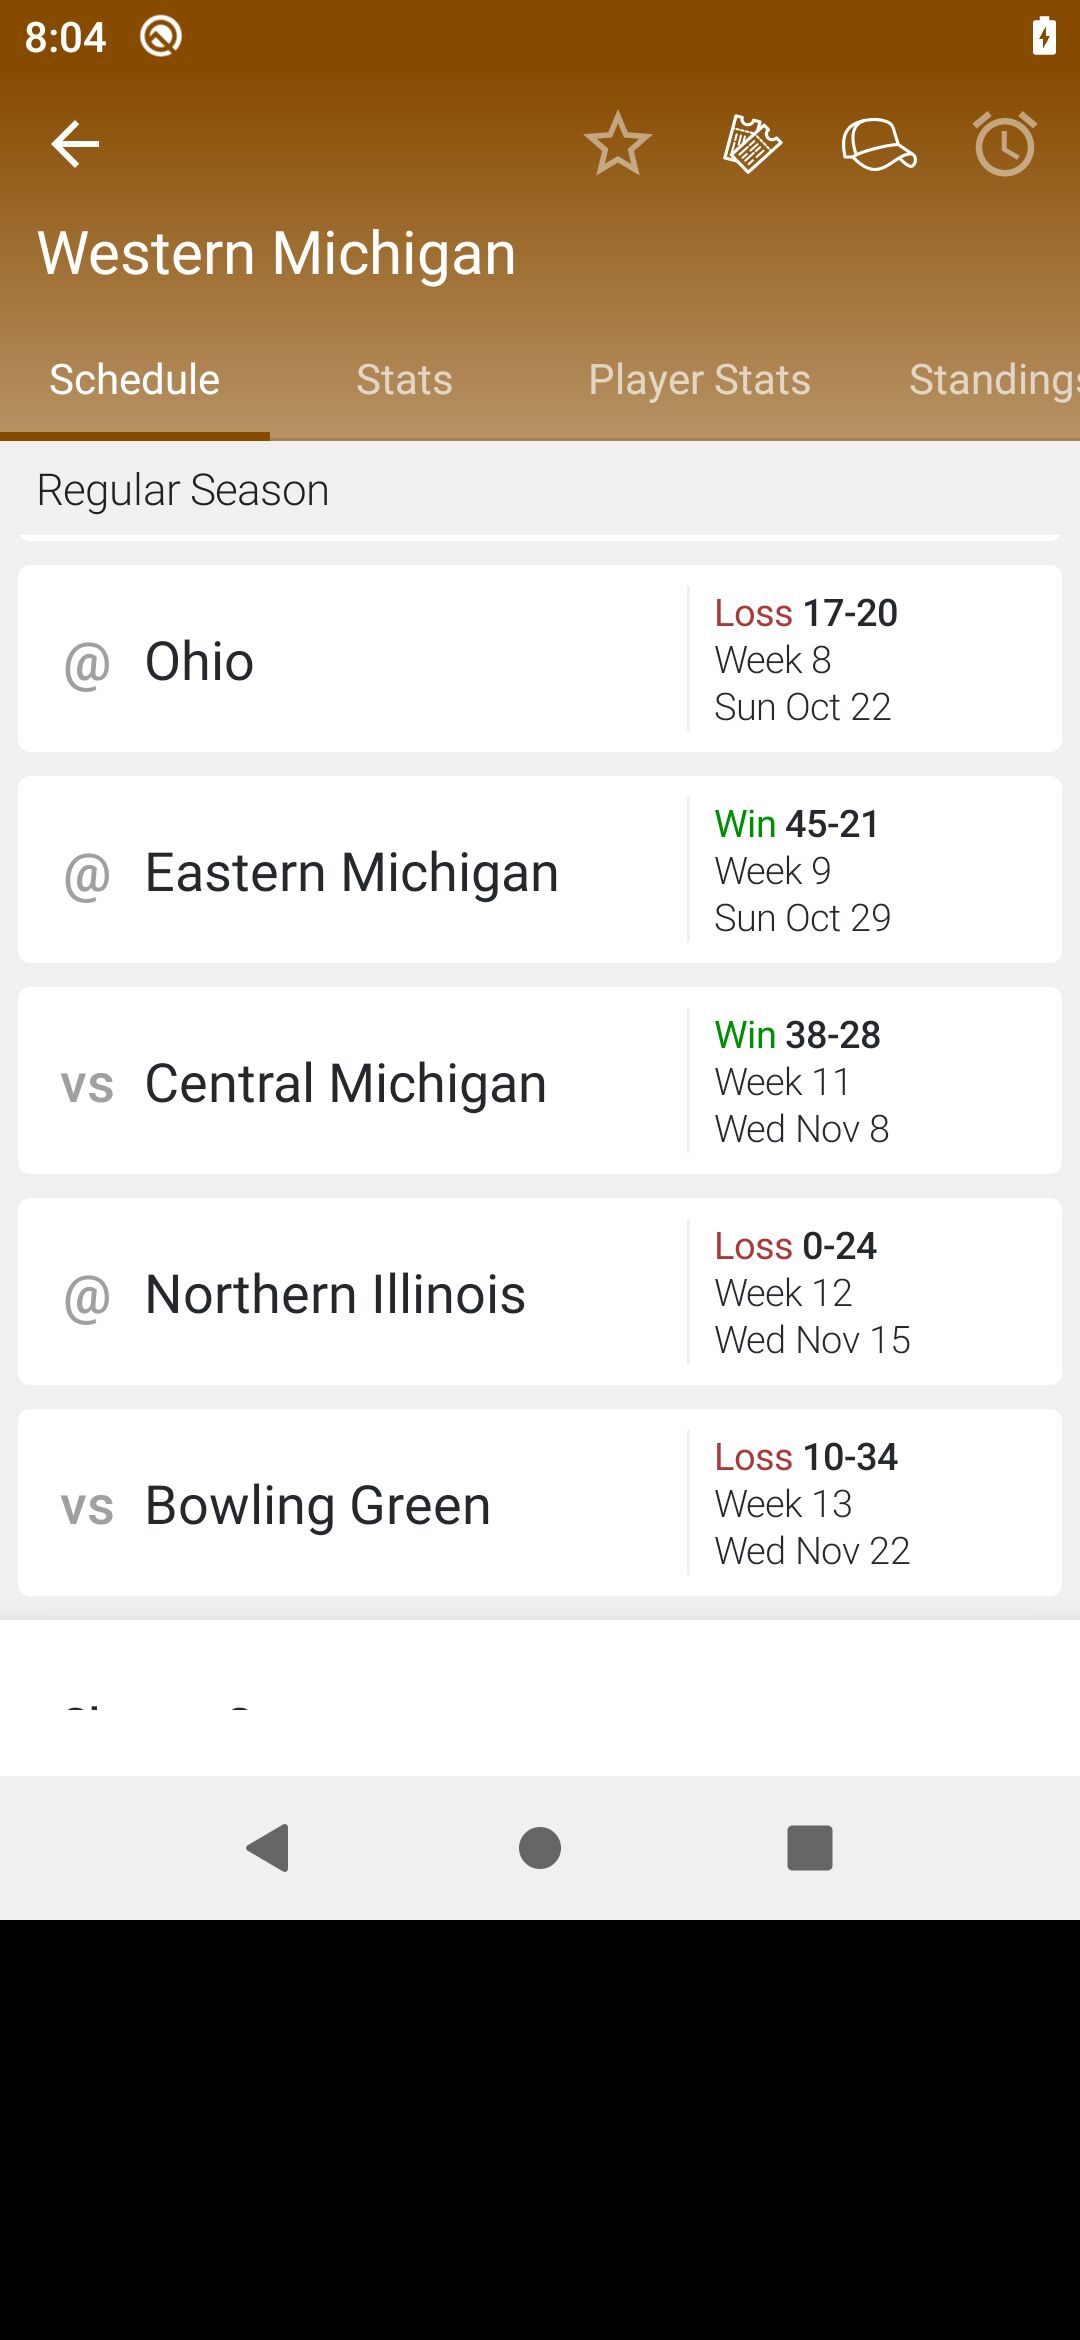 8:04
Western Michigan
Schedule Stats Player Stats Standings
Regular Season
@ Ohio
Loss 17-20
Week 8
Sun Oct 22
@ Eastern Michigan
Win 45-21
Week 9
Sun Oct 29
vs Central Michigan
Win 38-28
Week 11
Wed Nov 8
@ Northern Illinois
Loss 0-24
Week 12
Wed Nov 15
vs Bowling Green
Loss 10-34
Week 13
Wed Nov 22